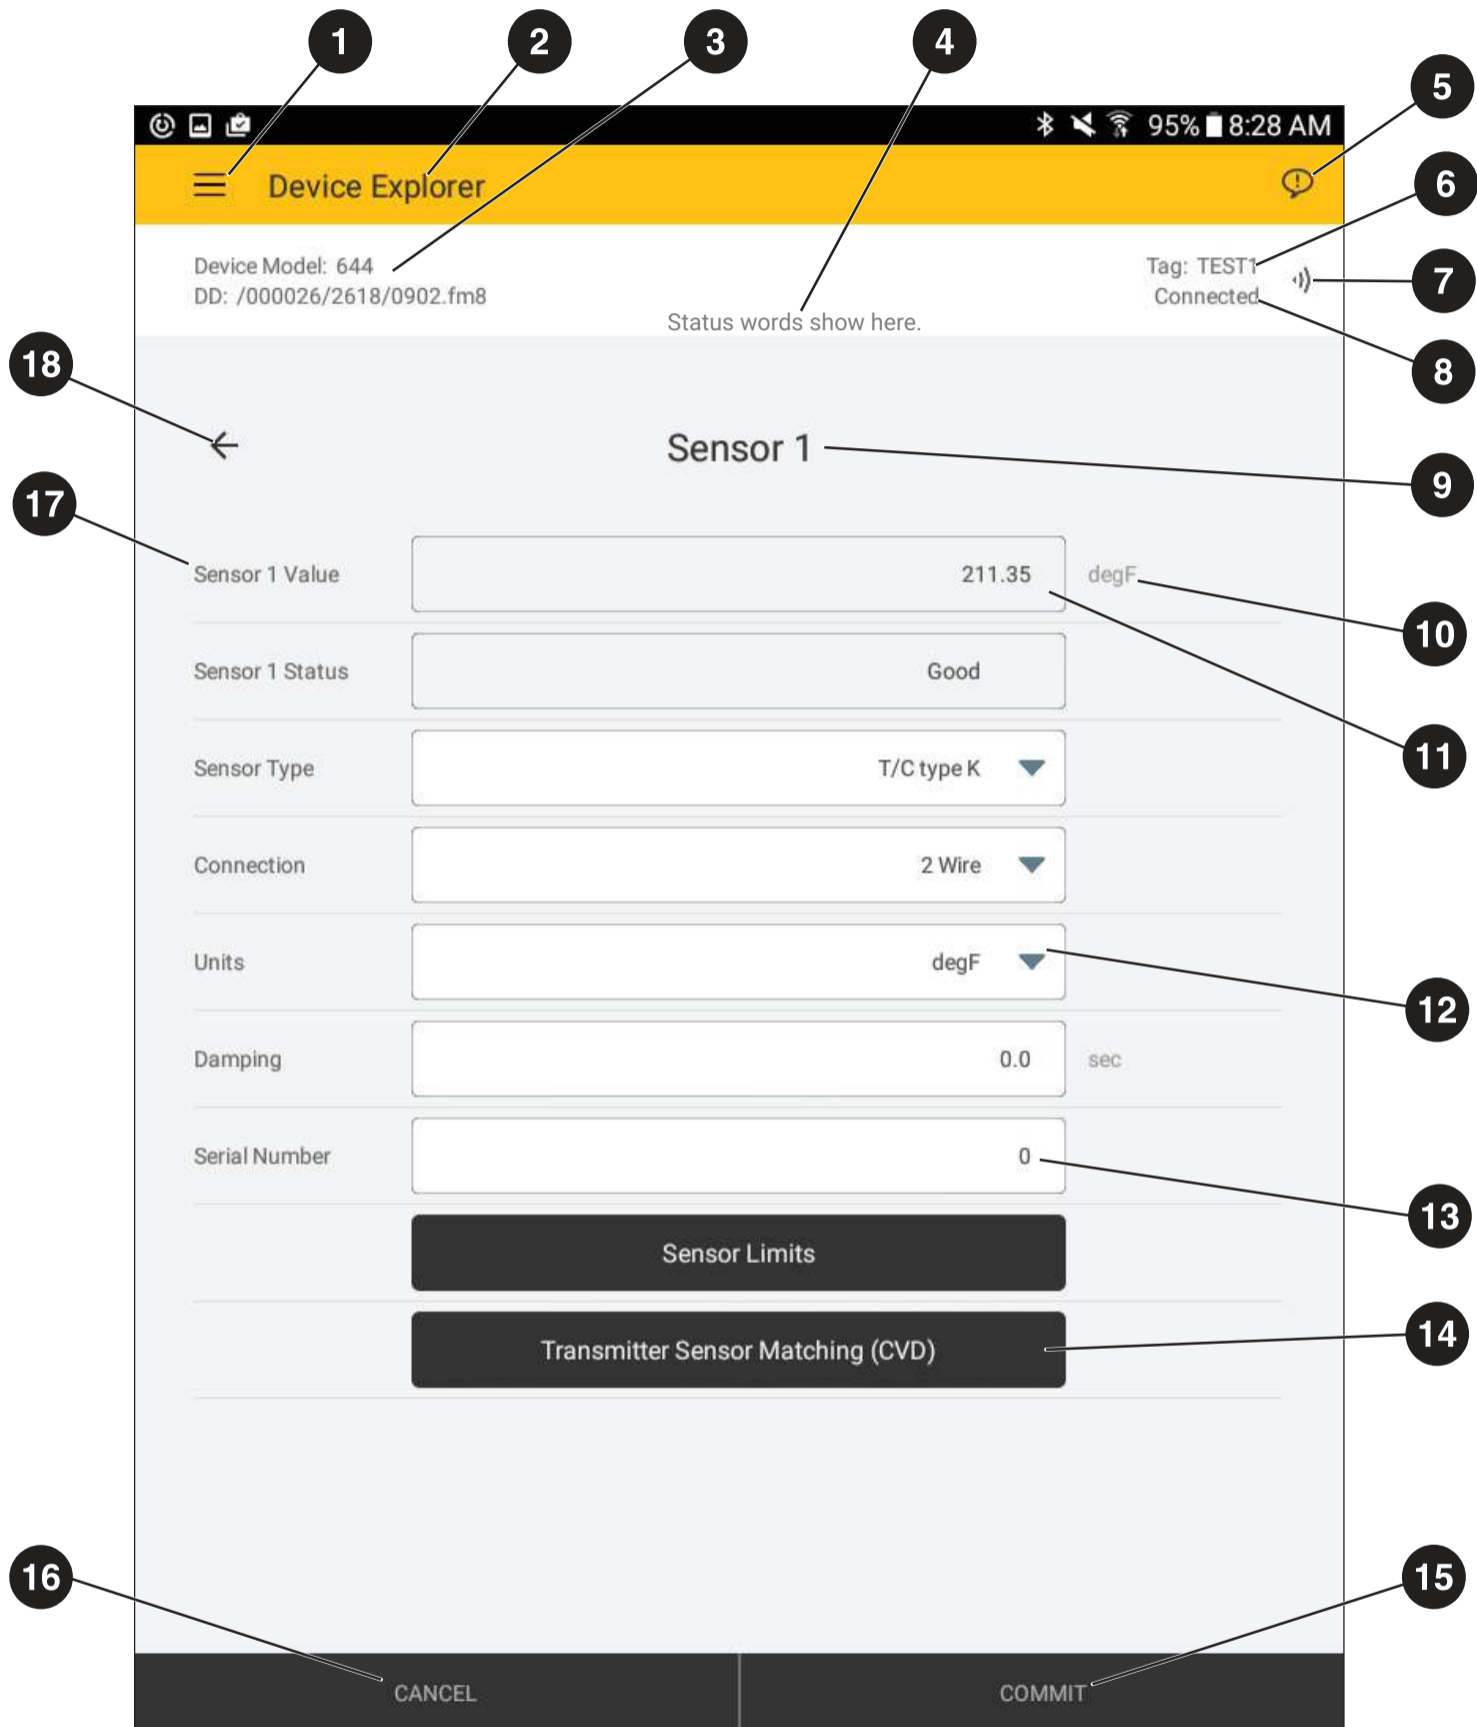 1 2 3 4
5
95% 8:28 AM
Device Explorer
6
Device Model: 644 Tag: TEST1
DD: /000026/2618/0902.fm8 Connected
7
Status words show here.
18 8
Sensor 1
9
17
Sensor 1 Value 211.35 degF
10
Sensor 1 Status Good
11
Sensor Type T/C type K
Connection 2 Wire
Units degF
12
Damping 0.0 sec
Serial Number 0
13
Sensor Limits
14
Transmitter Sensor Matching (CVD)
16 15
CANCEL COMMIT